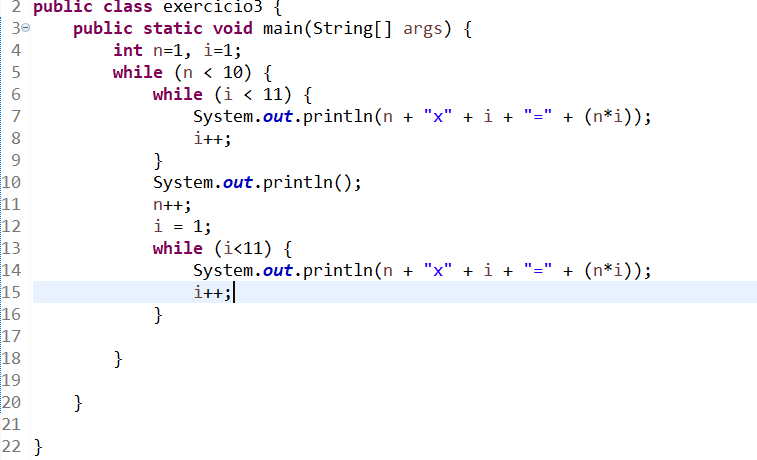 2 public class exercicio3 {
3 public static void main(String[] args) {
4 int n=1, i=1;
5 while (n < 10) {
6 while (i < 11) {
7 System.out.println(n + "x" + i + "=" + (n*i));
8 i++;
9 }
10 System.out.println();
11 n++;
12 i = 1;
13 while (i<11) {
14 System.out.println(n + "x" + i + "=" + (n*i));
15 i++;
16 }
17
18 }
19
20 }
21
22 }